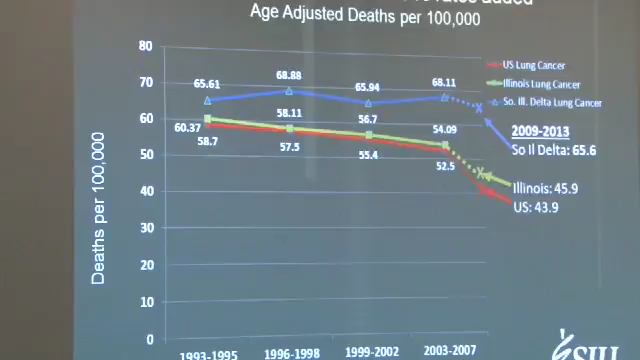 rates added
Age Adjusted Deaths per 100,000
80
70
60
50
40
30
20
10
0
Deaths per 100,000
65.61
68.88
65.94
68.11
60.37
58.11
56.7
54.09
58.7
57.5
55.4
52.5
US Lung Cancer
Illinois Lung Cancer
So. Ill. Delta Lung Cancer
2009-2013
So Il Delta: 65.6
Illinois: 45.9
US: 43.9
1993-1995
1996-1998
1999-2002
2003-2007
SIU